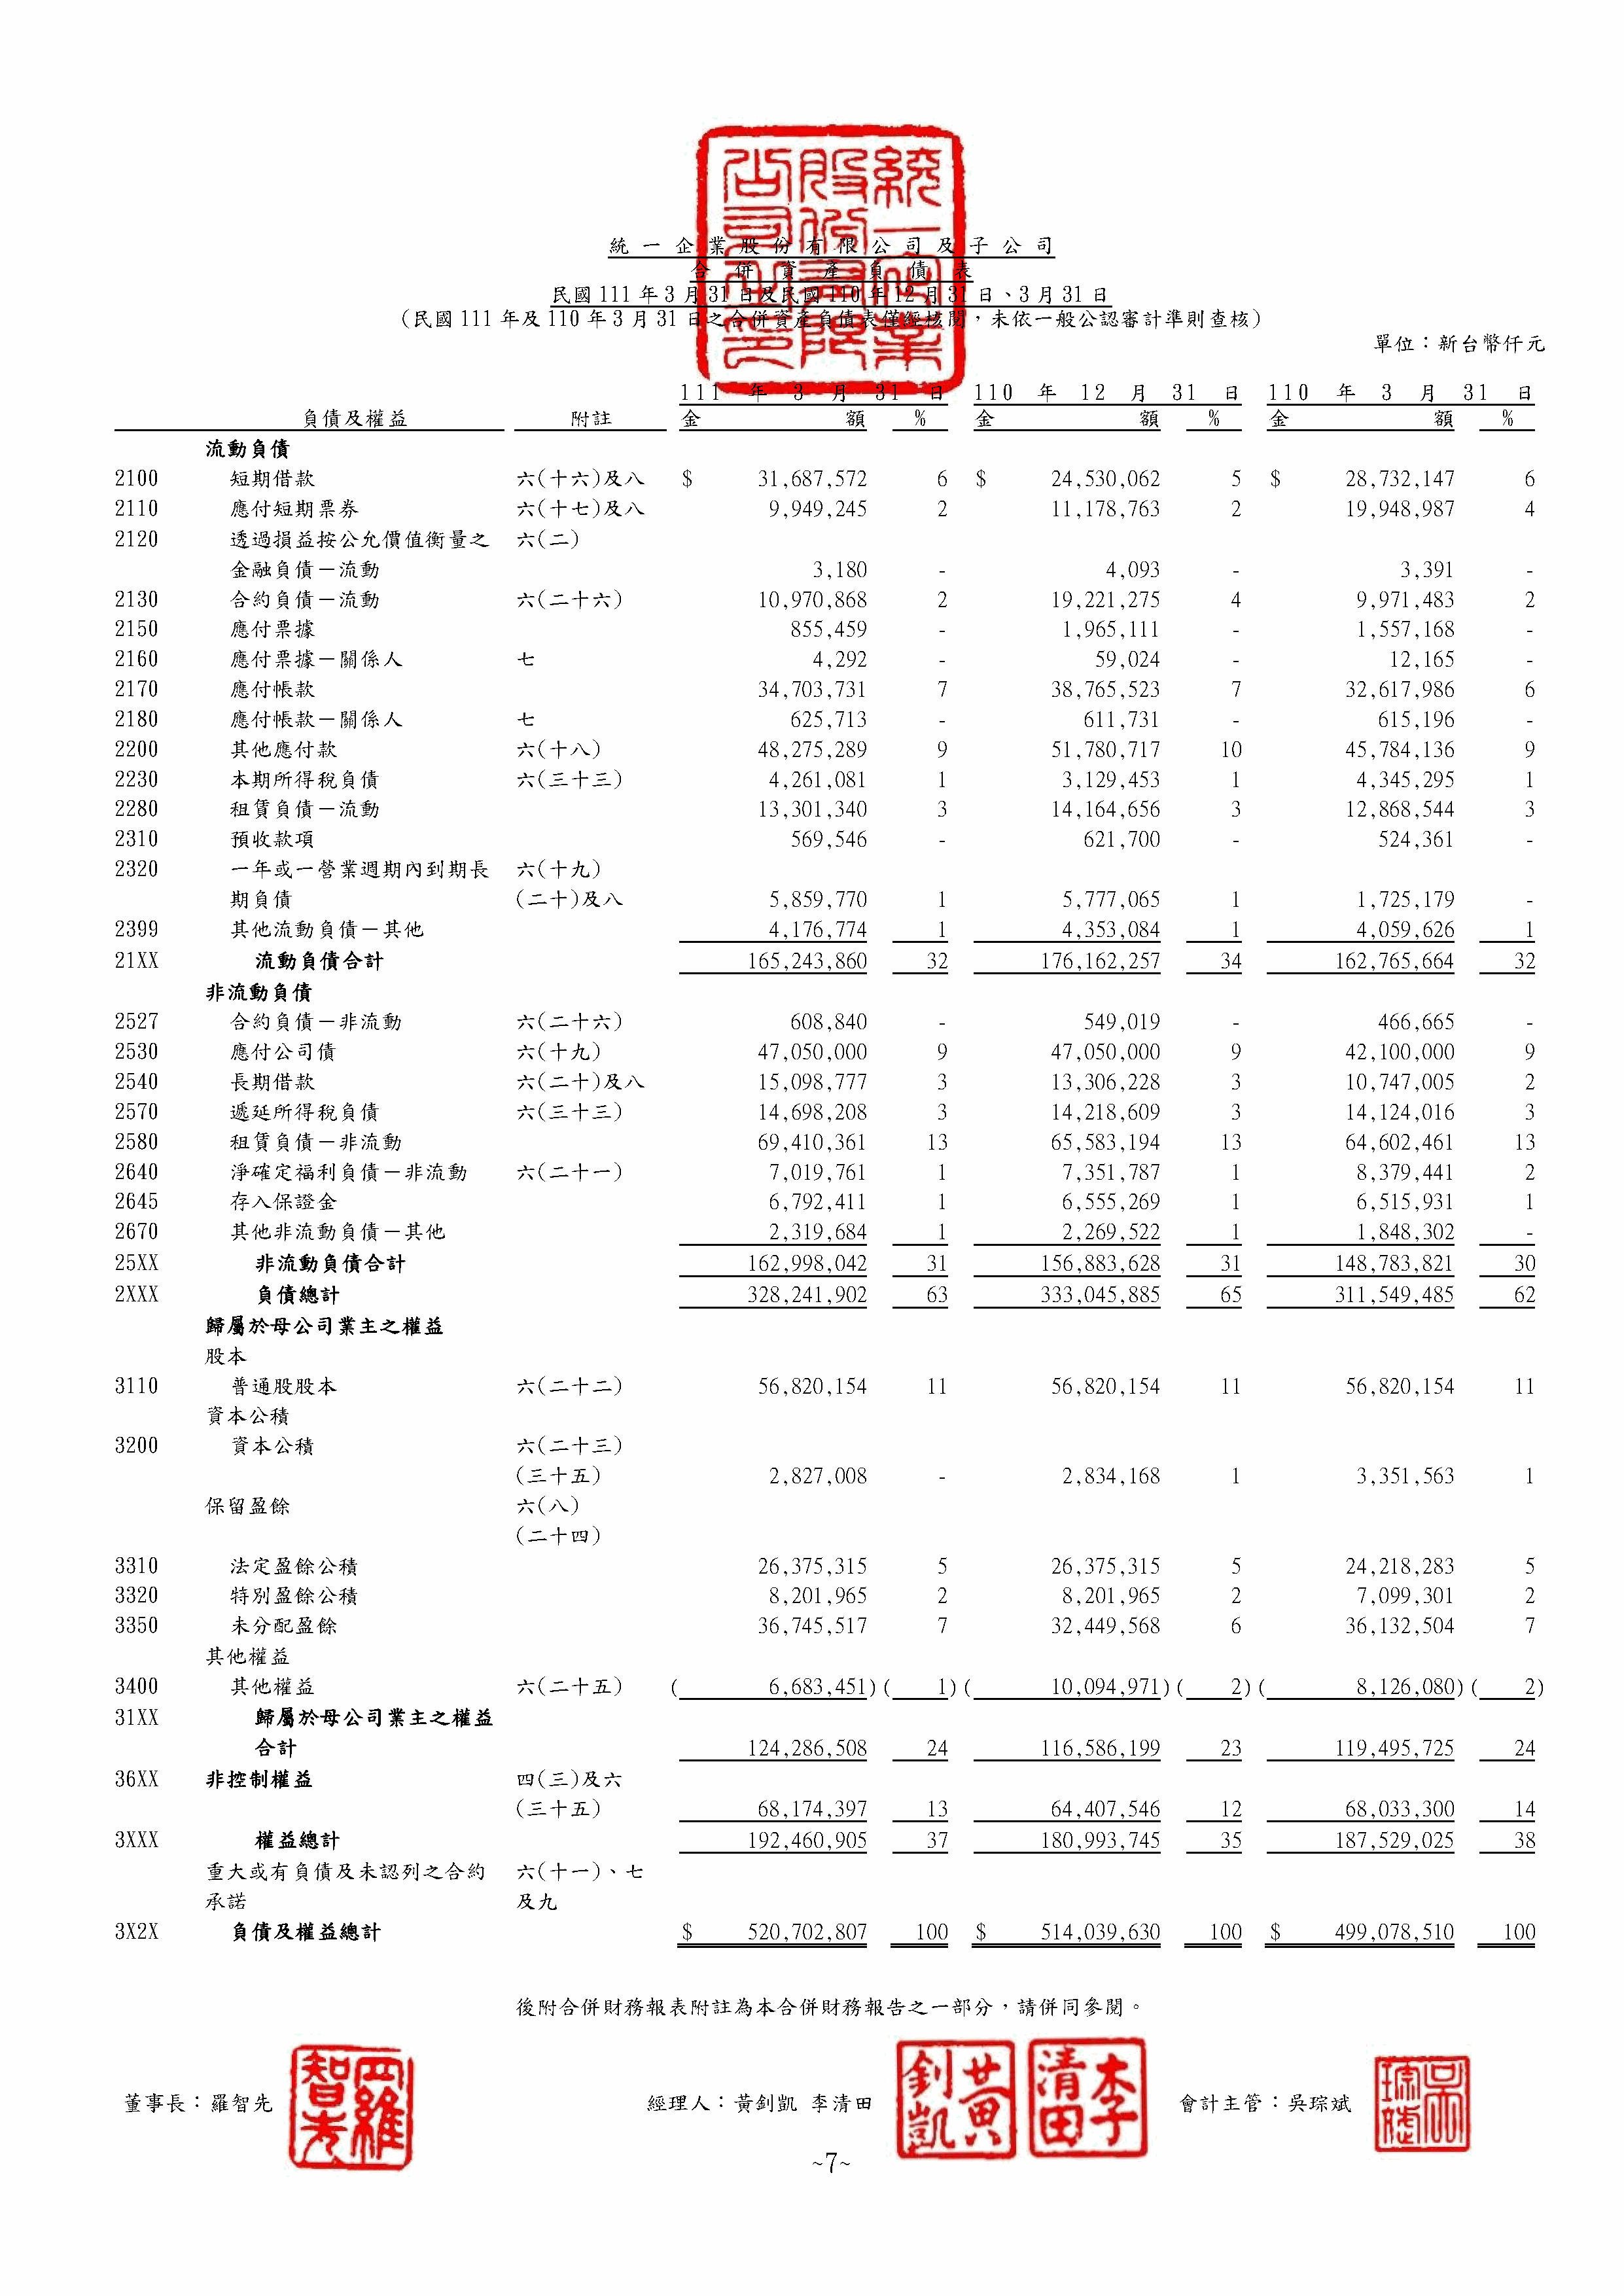 統一企業股份有限公司及子公司
合併資產負債表
民國111年3月31日及民國110年12月31日、3月31日
（民國111年及110年3月31日之合併資產負債表僅經核閱，未依一般公認審計準則查核）
單位：新台幣仟元
111 年 3 月 31 日 110 年 12 月 31 日 110 年 3 月 31 日
負債及權益 附註 金 額 % 金 額 % 金 額 %
流動負債
2100 短期借款 六(十六)及八 $ 31,687,572 6 $ 24,530,062 5 $ 28,732,147 6
2110 應付短期票券 六(十七)及八 9,949,245 2 11,178,763 2 19,948,987 4
2120 透過損益按公允價值衡量之 六(二)
金融負債－流動 3,180 - 4,093 - 3,391 -
2130 合約負債－流動 六(二十六) 10,970,868 2 19,221,275 4 9,971,483 2
2150 應付票據 855,459 - 1,965,111 - 1,557,168 -
2160 應付票據－關係人 七 4,292 - 59,024 - 12,165 -
2170 應付帳款 34,703,731 7 38,765,523 7 32,617,986 6
2180 應付帳款－關係人 七 625,713 - 611,731 - 615,196 -
2200 其他應付款 六(十八) 48,275,289 9 51,780,717 10 45,784,136 9
2230 本期所得稅負債 六(三十三) 4,261,081 1 3,129,453 1 4,345,295 1
2280 租賃負債－流動 13,301,340 3 14,164,656 3 12,868,544 3
2310 預收款項 569,546 - 621,700 - 524,361 -
2320 一年或一營業週期內到期長 六(十九)
期負債 (二十)及八 5,859,770 1 5,777,065 1 1,725,179 -
2399 其他流動負債－其他 4,176,774 1 4,353,084 1 4,059,626 1
21XX 流動負債合計 165,243,860 32 176,162,257 34 162,765,664 32
非流動負債
2527 合約負債－非流動 六(二十六) 608,840 - 549,019 - 466,665 -
2530 應付公司債 六(十九) 47,050,000 9 47,050,000 9 42,100,000 9
2540 長期借款 六(二十)及八 15,098,777 3 13,306,228 3 10,747,005 2
2570 遞延所得稅負債 六(三十三) 14,698,208 3 14,218,609 3 14,124,016 3
2580 租賃負債－非流動 69,410,361 13 65,583,194 13 64,602,461 13
2640 淨確定福利負債－非流動 六(二十一) 7,019,761 1 7,351,787 1 8,379,441 2
2645 存入保證金 6,792,411 1 6,555,269 1 6,515,931 1
2670 其他非流動負債－其他 2,319,684 1 2,269,522 1 1,848,302 -
25XX 非流動負債合計 162,998,042 31 156,883,628 31 148,783,821 30
2XXX 負債總計 328,241,902 63 333,045,885 65 311,549,485 62
歸屬於母公司業主之權益
股本
3110 普通股股本 六(二十二) 56,820,154 11 56,820,154 11 56,820,154 11
資本公積
3200 資本公積 六(二十三)
(三十五) 2,827,008 - 2,834,168 1 3,351,563 1
保留盈餘 六(八)
(二十四)
3310 法定盈餘公積 26,375,315 5 26,375,315 5 24,218,283 5
3320 特別盈餘公積 8,201,965 2 8,201,965 2 7,099,301 2
3350 未分配盈餘 36,745,517 7 32,449,568 6 36,132,504 7
其他權益
3400 其他權益 六(二十五) ( 6,683,451)( 1)( 10,094,971)( 2)( 8,126,080)( 2)
31XX 歸屬於母公司業主之權益
合計 124,286,508 24 116,586,199 23 119,495,725 24
36XX 非控制權益 四(三)及六
(三十五) 68,174,397 13 64,407,546 12 68,033,300 14
3XXX 權益總計 192,460,905 37 180,993,745 35 187,529,025 38
重大或有負債及未認列之合約 六(十一)、七
承諾 及九
3X2X 負債及權益總計 $ 520,702,807 100 $ 514,039,630 100 $ 499,078,510 100
後附合併財務報表附註為本合併財務報告之一部分，請併同參閱。
董事長：羅智先 羅智先 經理人：黃釗凱 李清田 黃釗凱 李清田 會計主管：吳琮斌 吳琮斌
~7~